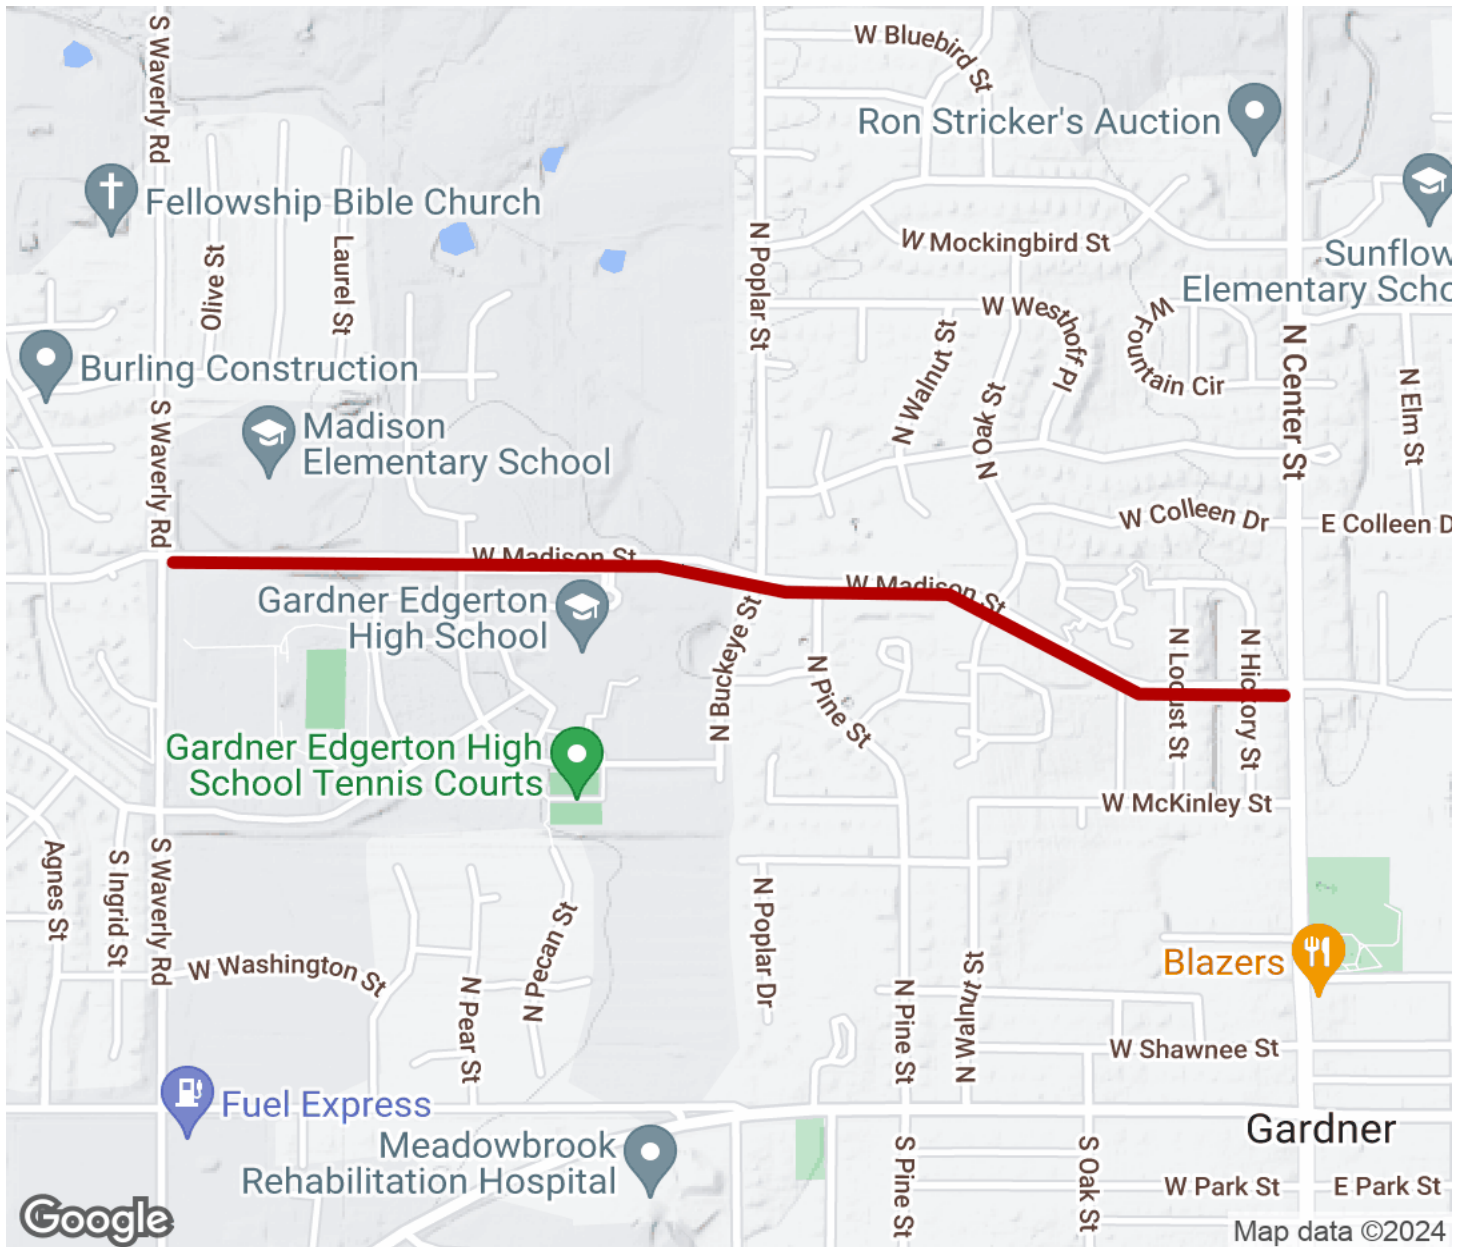 S Waverly Rd
W Bluebird St
Ron Stricker's Auction
Fellowship Bible Church
Olive St
Laurel St
N Poplar St
W Mockingbird St
Sunflow
Elementary Scho
W Westhoff Pl
W Fountain Cir
N Walnut St
N Oak St
N Center St
N Elm St
Burling Construction
S Waverly Rd
Madison
Elementary School
W Colleen Dr
E Colleen D
W Madison St
W Madison St
Gardner Edgerton
High School
N Buckeye St
N Pine St
N Locust St
N Hickory St
Gardner Edgerton High
School Tennis Courts
W McKinley St
Agnes St
S Ingrid St
S Waverly Rd
W Washington St
N Pear St
N Pecan St
N Poplar Dr
N Pine St
N Walnut St
Blazers
W Shawnee St
Fuel Express
Gardner
Meadowbrook
Rehabilitation Hospital
S Pine St
S Oak St
W Park St
E Park St
Google
Map data ©2024